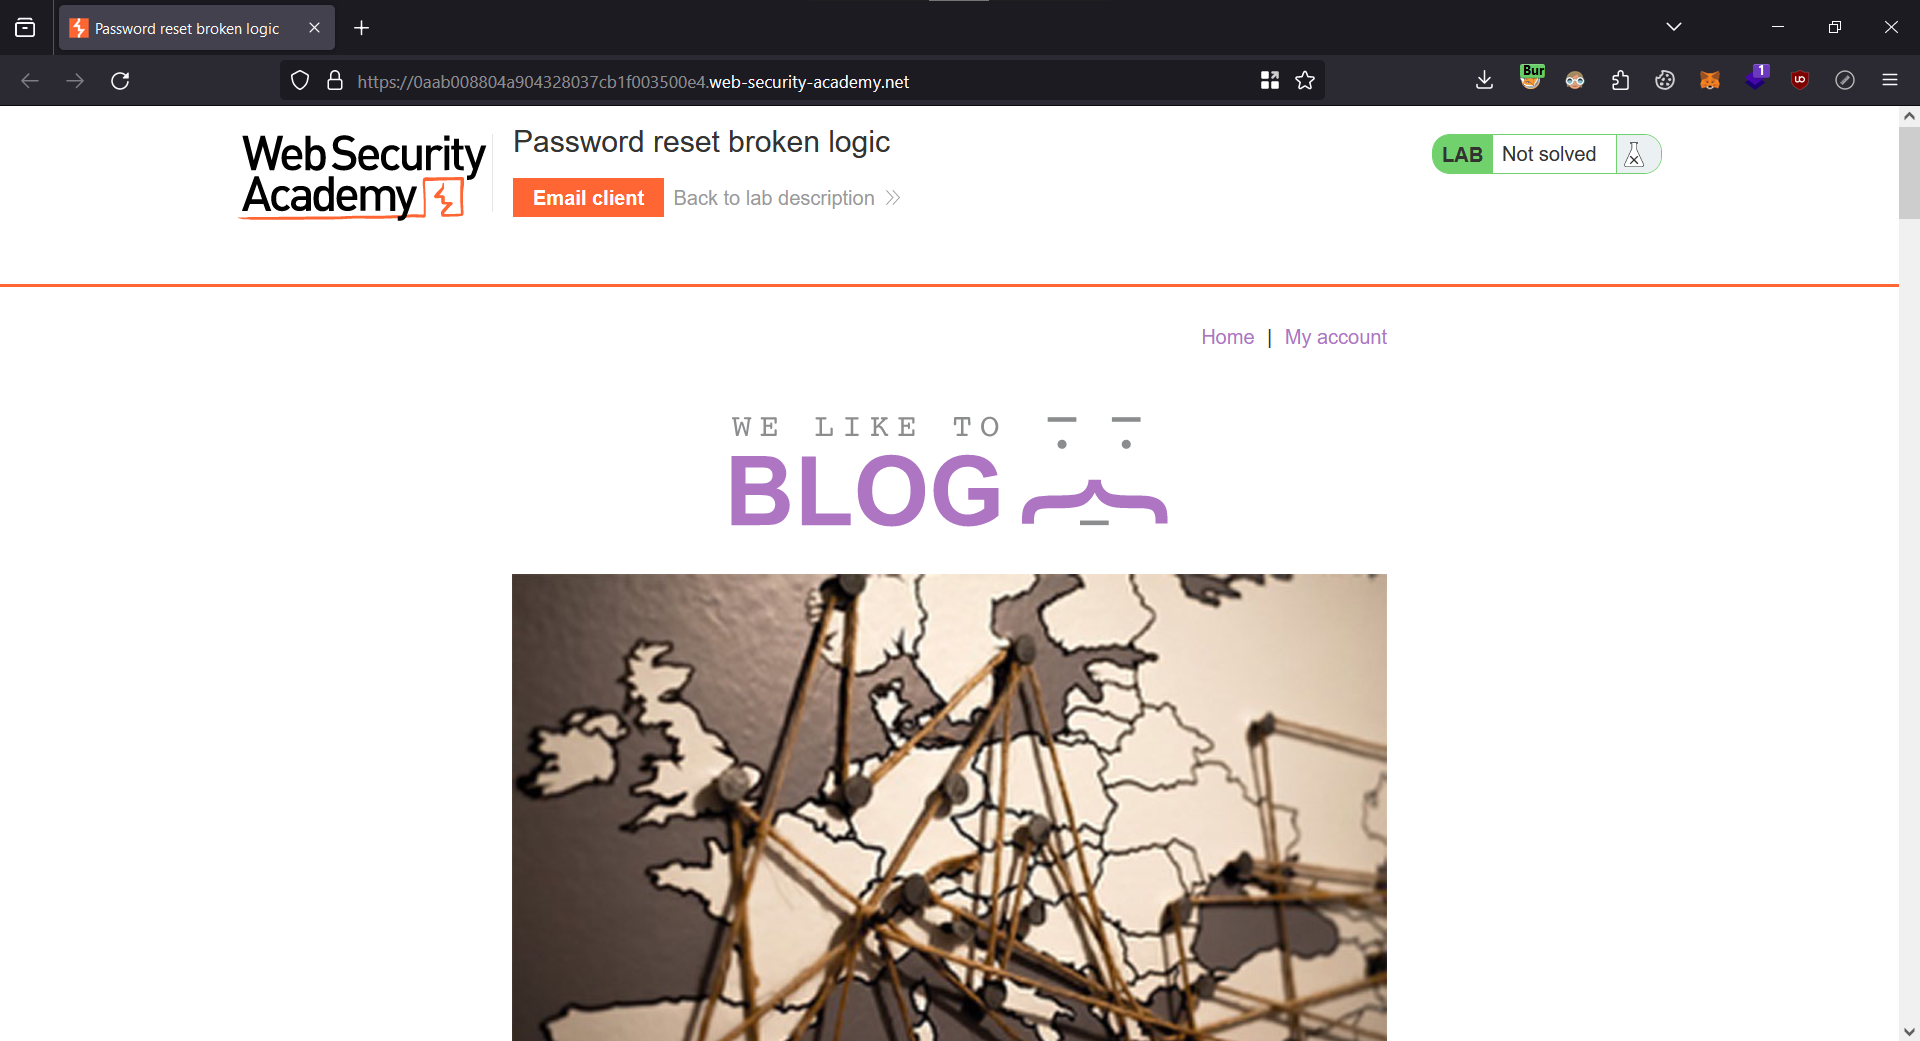 Password reset broken logic
https://0aab008804a904328037cb1f003500e4.web-security-academy.net
Bur
1
Web Security
Academy
Password reset broken logic
Email client
Back to lab description
LAB
Not solved
Home | My account
WE LIKE TO
BLOG